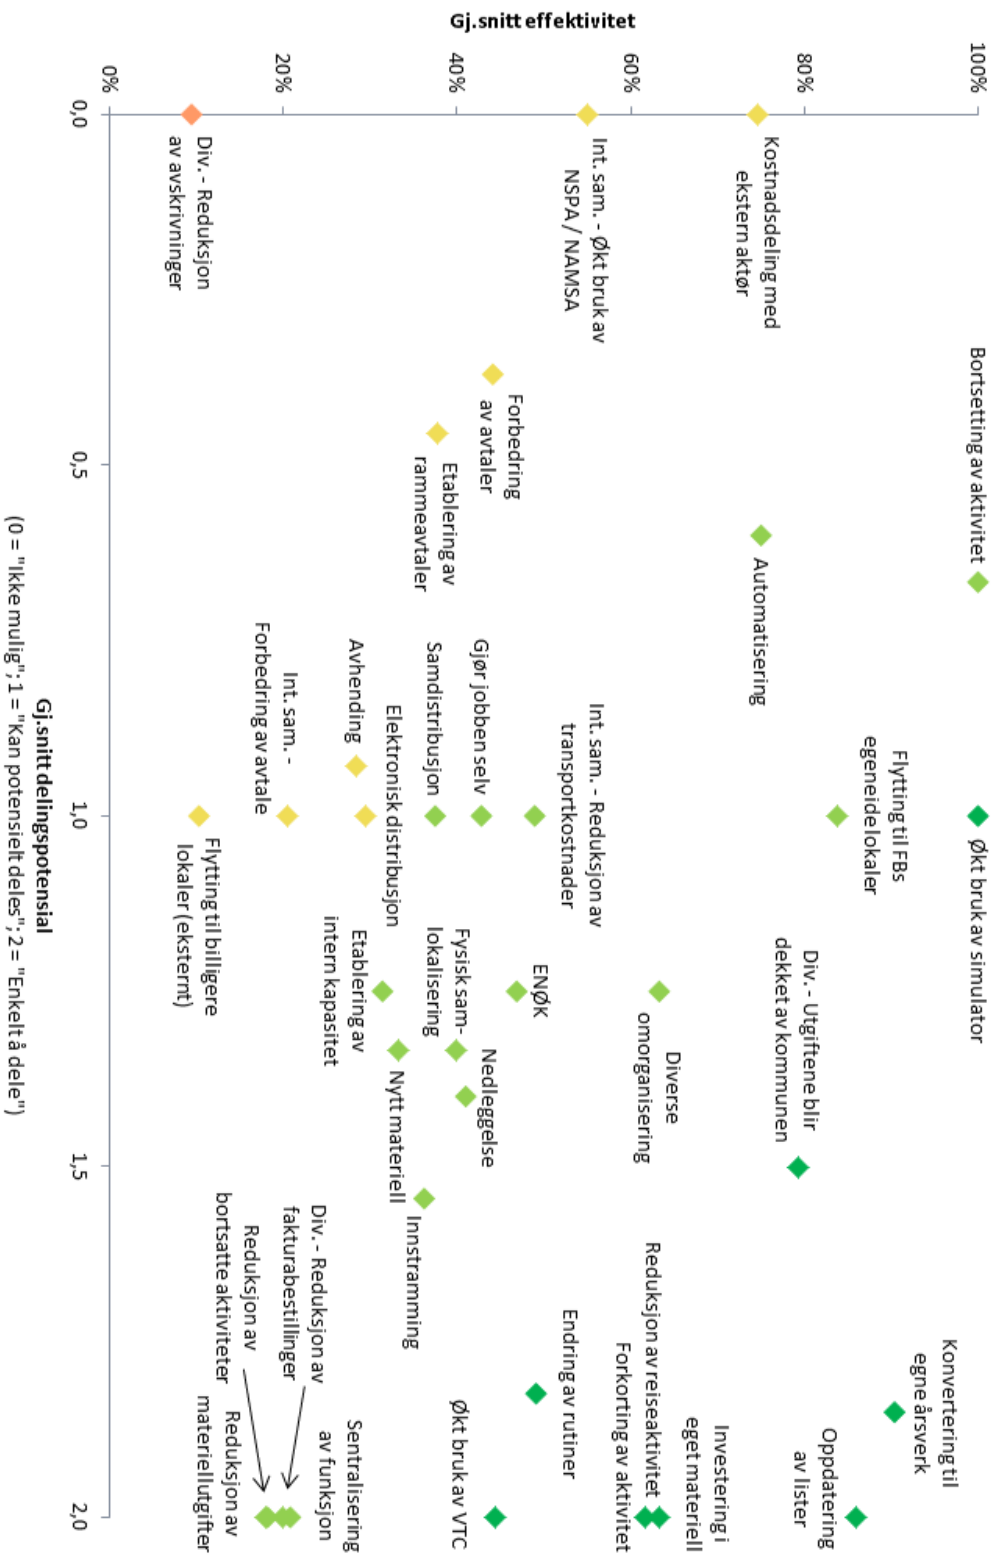 Gj.snitt effektivitet
100%
80%
60%
40%
20%
0%
0,0
0,5
1,0
1,5
2,0
Gj.snitt delingspotensial
(0 = "Ikke mulig"; 1 = "Kan potensielt deles"; 2 = "Enkelt å dele")
Bortsetting av aktivitet
Økt bruk av simulator
Konvertering til
egne årsverk
Flytting til FBs
egeneide lokaler
Oppdatering
av lister
Kostnadsdeling med
ekstern aktør
Automatisering
Div. - Utgiftene blir
dekket av kommunen
Investering i
eget materiell
Diverse
omorganisering
Reduksjon av reiseaktivitet
Forkorting av aktivitet
Int. sam. - Økt bruk av
NSPA / NAMSA
Int. sam. - Reduksjon av
transportkostnader
Endring av rutiner
ENØK
Forbedring
av avtaler
Gjør jobben selv
Nedleggelse
Økt bruk av VTC
Etablering av
rammeavtaler
Samdistribusjon
Fysisk sam-
lokalisering
Innstramming
Elektronisk distribusjon
Nytt materiell
Avhending
Etablering av
intern kapasitet
Sentralisering
av funksjon
Int. sam. -
Forbedring av avtale
Div. - Reduksjon av
fakturabestillinger
Reduksjon av
bortsatte aktiviteter
Reduksjon av
materiellutgifter
Div. - Reduksjon
av avskrivninger
Flytting til billigere
lokaler (eksternt)